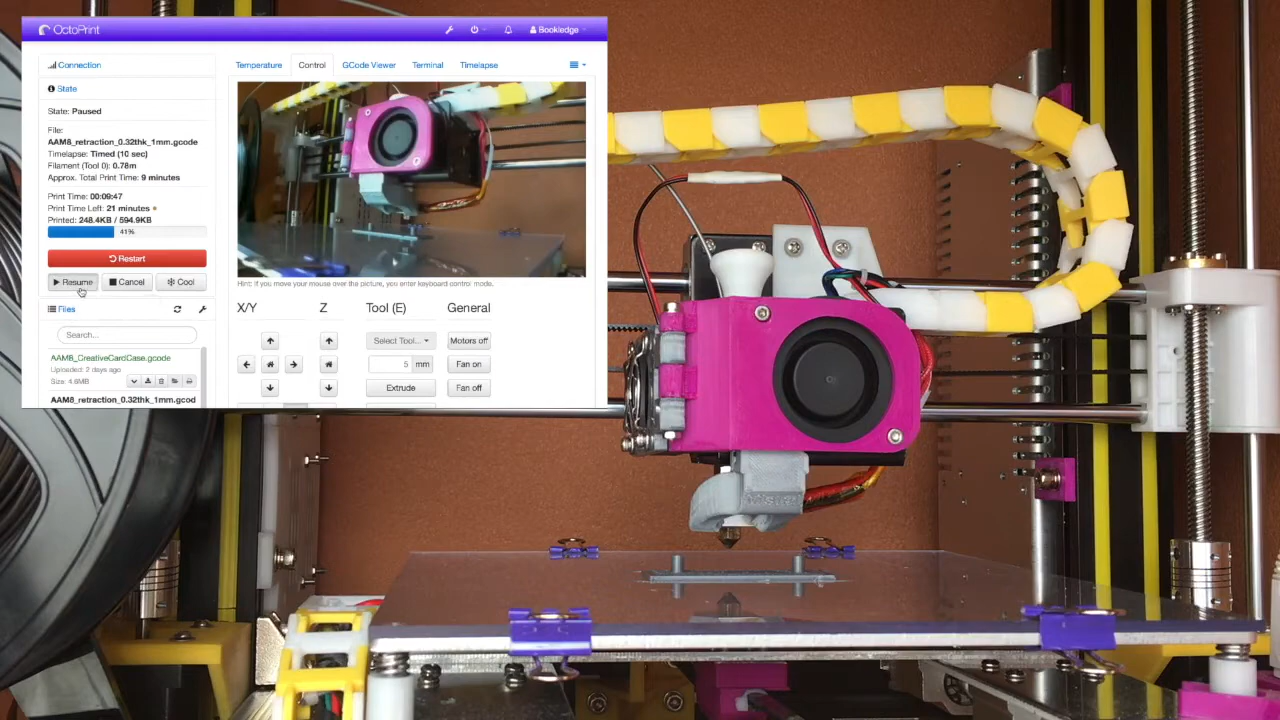 OctoPrint
Bookledge
Connection
State
State: Paused
File:
AAM8_retraction_0.32thk_1mm.gcode
Timelapse: Timed (10 sec)
Filament (Tool 0): 0.78m
Approx. Total Print Time: 9 minutes
Print Time: 00:09:47
Print Time Left: 21 minutes
Printed: 248.4KB / 594.9KB
41%
Restart
Resume Cancel Cool
Files
Search...
AAM8_CreativeCardCase.gcode
Uploaded: 2 days ago
Size: 4.6MB
AAM8_retraction_0.32thk_1mm.gcod
Temperature Control GCode Viewer Terminal Timelapse
Hint: If you move your mouse over the picture, you enter keyboard control mode.
X/Y Z Tool (E) General
Select Tool... Motors off
5 mm Fan on
Extrude Fan off